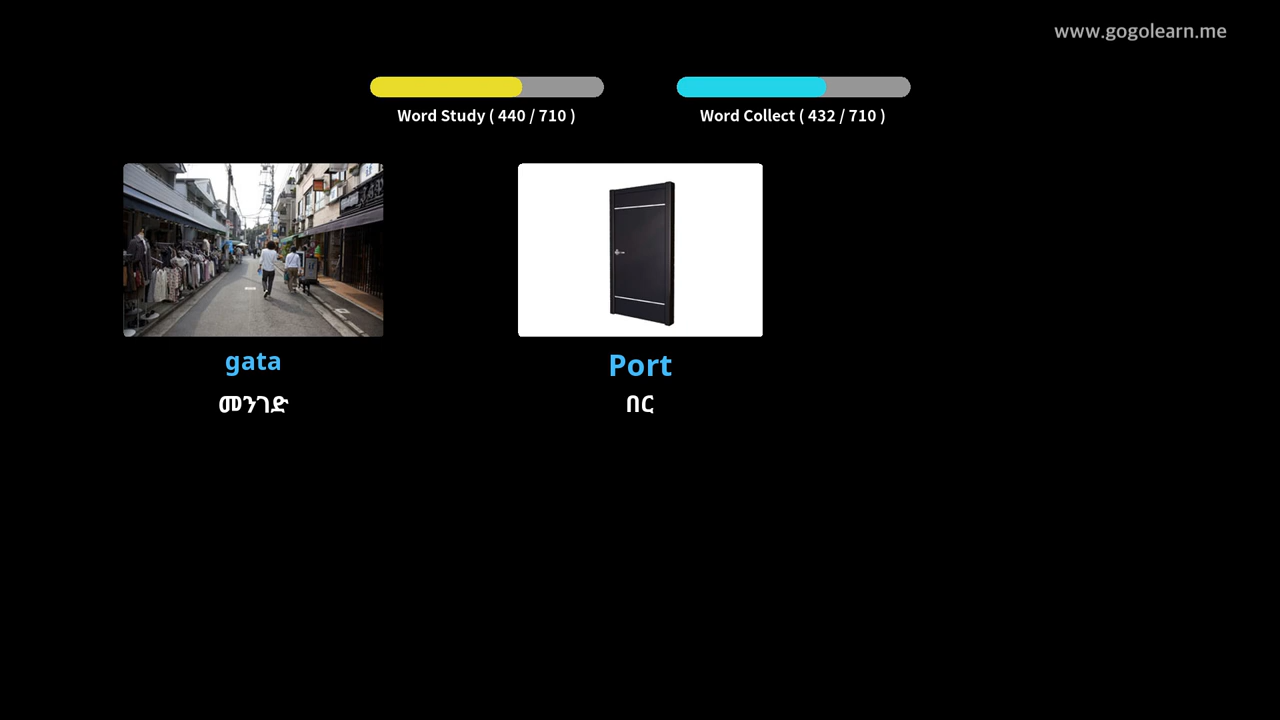 www.gogolearn.me
Word Study ( 440 / 710 )
Word Collect ( 432 / 710 )
gata
Port
መንገድ
በር